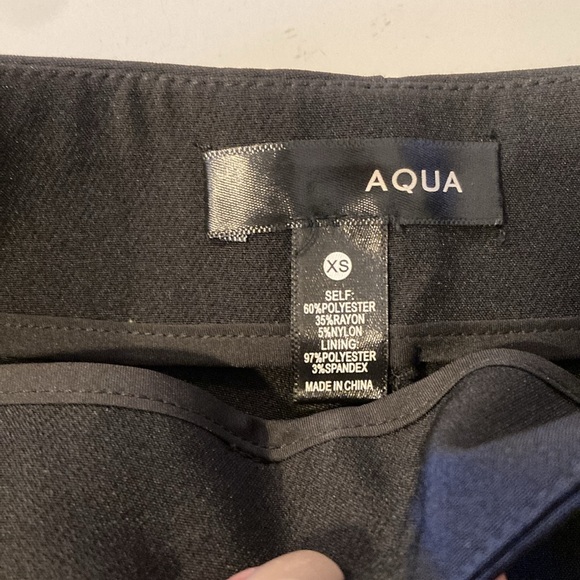 AQUA
XS
SELF:
60%POLYESTER
35%RAYON
5%NYLON
LINING:
97%POLYESTER
3%SPANDEX
MADE IN CHINA